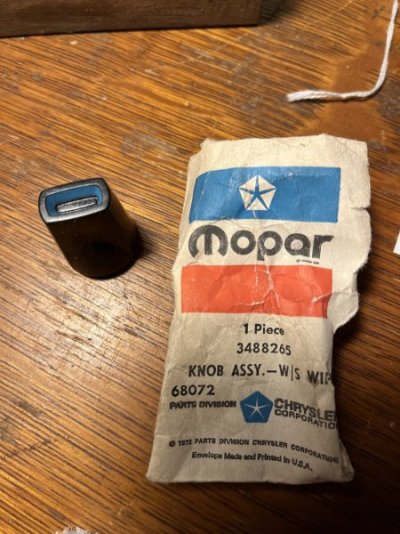 mopar
1 Piece
3488265
KNOB ASSY.-W/S WIP
68072
PARTS DIVISION
CHRYSLER
CORPORATION
© 1972 PARTS DIVISION CHRYSLER CORPORATION
Envelope Made and Printed in U.S.A.